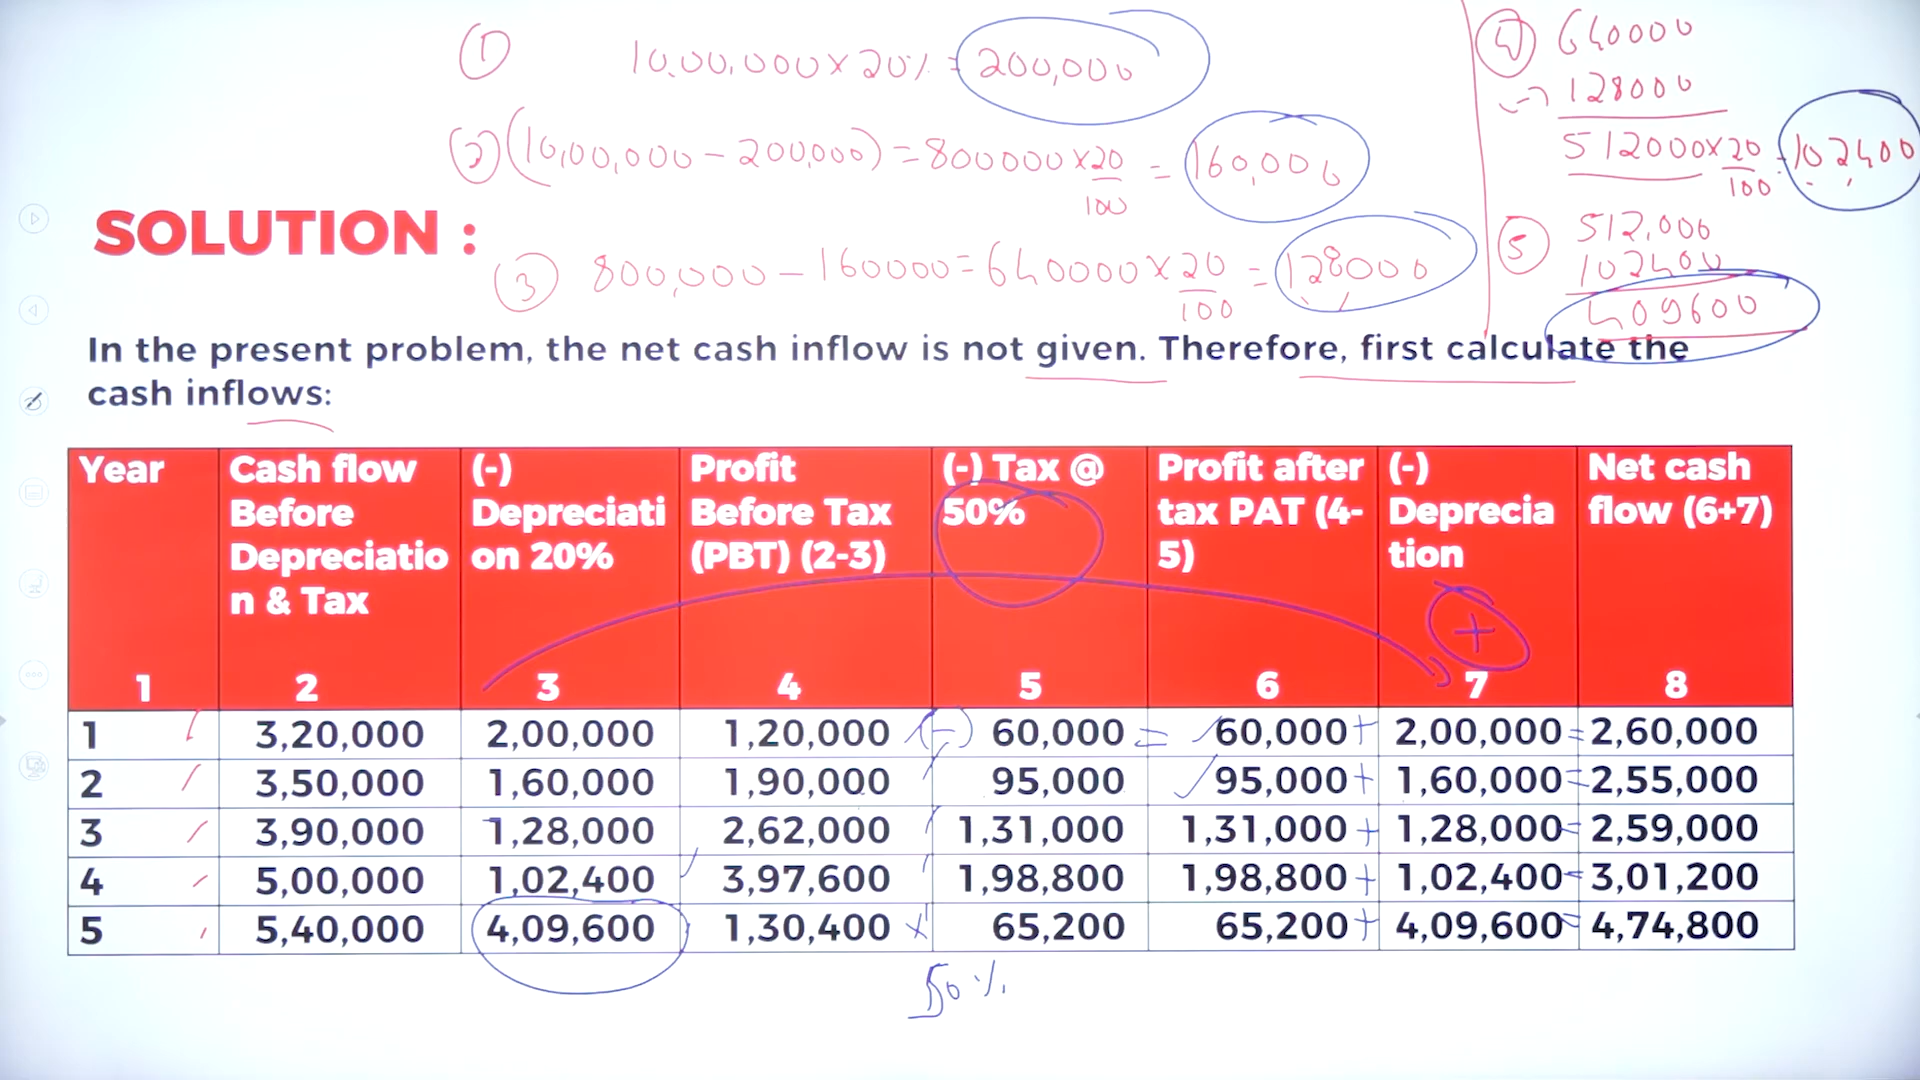 ① 10,00,000 × 20% = 200,000
② (10,00,000 – 200,000) = 800000 × 20/100 = 160,000
③ 800,000 – 160000 = 640000 × 20/100 = 128000
④ 640000
(-) 128000
512000 × 20/100 = 102400
⑤ 512,000
102400
409600
SOLUTION :
In the present problem, the net cash inflow is not given. Therefore, first calculate the
cash inflows:
Year Cash flow (-) Profit (-) Tax @ Profit after (-) Net cash
Before Depreciati Before Tax 50% tax PAT (4- Deprecia flow (6+7)
Depreciatio on 20% (PBT) (2-3) 5) tion
n & Tax
+
1 2 3 4 5 6 7 8
1 3,20,000 2,00,000 1,20,000 (-) 60,000 = 60,000 + 2,00,000 = 2,60,000
2 3,50,000 1,60,000 1,90,000 95,000 95,000 + 1,60,000 = 2,55,000
3 3,90,000 1,28,000 2,62,000 1,31,000 1,31,000 + 1,28,000 = 2,59,000
4 5,00,000 1,02,400 3,97,600 1,98,800 1,98,800 + 1,02,400 = 3,01,200
5 5,40,000 4,09,600 1,30,400 × 65,200 65,200 + 4,09,600 = 4,74,800
50%